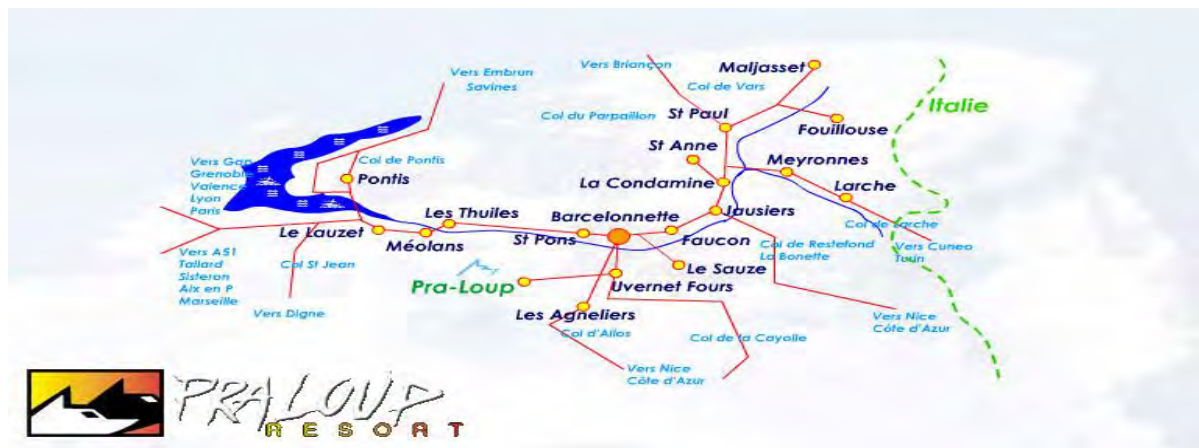 Vers Briançon
Maljasset
Vers Embrun
Savines
Col de Vars
Italie
Col du Parpaillon
St Paul
Fouillouse
St Anne
Vers Gap
Grenoble
Valence
Lyon
Paris
Col de Pontis
Pontis
Meyronnes
La Condamine
Larche
Les Thuiles
Barcelonnette
Jausiers
Le Lauzet
Méolans
St Pons
Faucon
Col de Larche
Vers Cuneo
Turin
Vers A51
Tallard
Sisteron
Aix en P
Marseille
Col St Jean
Col de Restefond
La Bonette
Le Sauze
Pra-Loup
Uvernet Fours
Vers Digne
Les Agneliers
Col d'Allos
Col de la Cayolle
Vers Nice
Côte d'Azur
Vers Nice
Côte d'Azur
PRA LOUP
RESORT